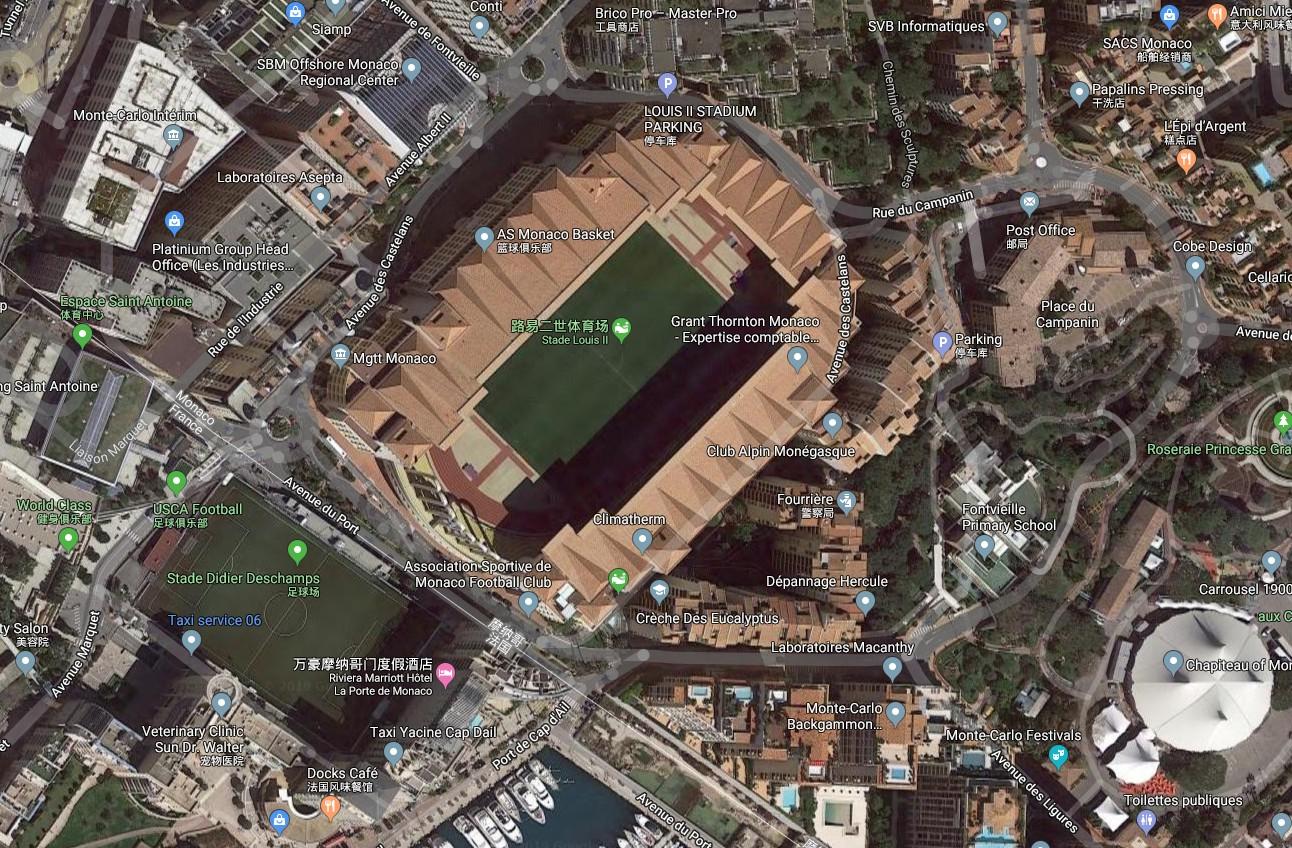 Conti
Siamp
Avenue de Fontvieille
Brico Pro – Master Pro
工具商店
SVB Informatiques
Amici Mie
意大利风味餐
SACS Monaco
船舶经销商
SBM Offshore Monaco
Regional Center
Tunnel
Papalins Pressing
干洗店
LOUIS II STADIUM
PARKING
停车库
Monte-Carlo Intérim
Chemin des Sculptures
L'Épi d'Argent
糕点店
Avenue Albert II
Laboratoires Asepta
Rue du Campanin
Post Office
邮局
AS Monaco Basket
篮球俱乐部
Platinium Group Head
Office (Les Industries...
Avenue des Castelans
Cobe Design
Cellario
Avenue des Castelans
Espace Saint Antoine
体育中心
Rue de l'Industrie
Place du
Campanin
路易二世体育场
Stade Louis II
Grant Thornton Monaco
- Expertise comptable...
Avenue de
Parking
停车库
Mgtt Monaco
ng Saint Antoine
Monaco
France
Liaison Marquet
Club Alpin Monégasque
Roseraie Princesse Gra
Avenue du Port
World Class
健身俱乐部
USCA Football
足球俱乐部
Fourrière
警察局
Fontvieille
Primary School
Climatherm
Association Sportive de
Monaco Football Club
Stade Didier Deschamps
足球场
Dépannage Hercule
Carrousel 1900
aux C
Taxi service 06
Crèche Des Eucalyptus
ty Salon
美容院
Avenue Marquet
摩纳哥
法国
Laboratoires Macanthy
万豪摩纳哥门度假酒店
Riviera Marriott Hôtel
La Porte de Monaco
Chapiteau of Mon
Monte-Carlo
Backgammon...
Veterinary Clinic
Sun Dr. Walter
宠物医院
Taxi Yacine Cap Dail
Port de Cap d'Ail
Monte-Carlo Festivals
Avenue des Ligures
Docks Café
法国风味餐馆
Avenue du Port
Toilettes publiques